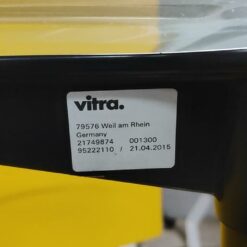 vitra.
79576 Weil am Rhein
Germany
21749874 001300
95222110 / 21.04.2015